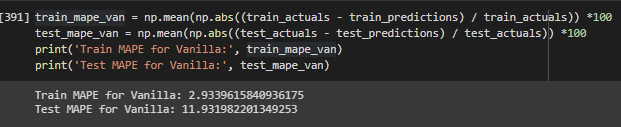 [391] train_mape_van = np.mean(np.abs((train_actuals - train_predictions) / train_actuals)) *100
test_mape_van = np.mean(np.abs((test_actuals - test_predictions) / test_actuals)) *100
print('Train MAPE for Vanilla:', train_mape_van)
print('Test MAPE for Vanilla:', test_mape_van)
Train MAPE for Vanilla: 2.9339615840936175
Test MAPE for Vanilla: 11.931982201349253